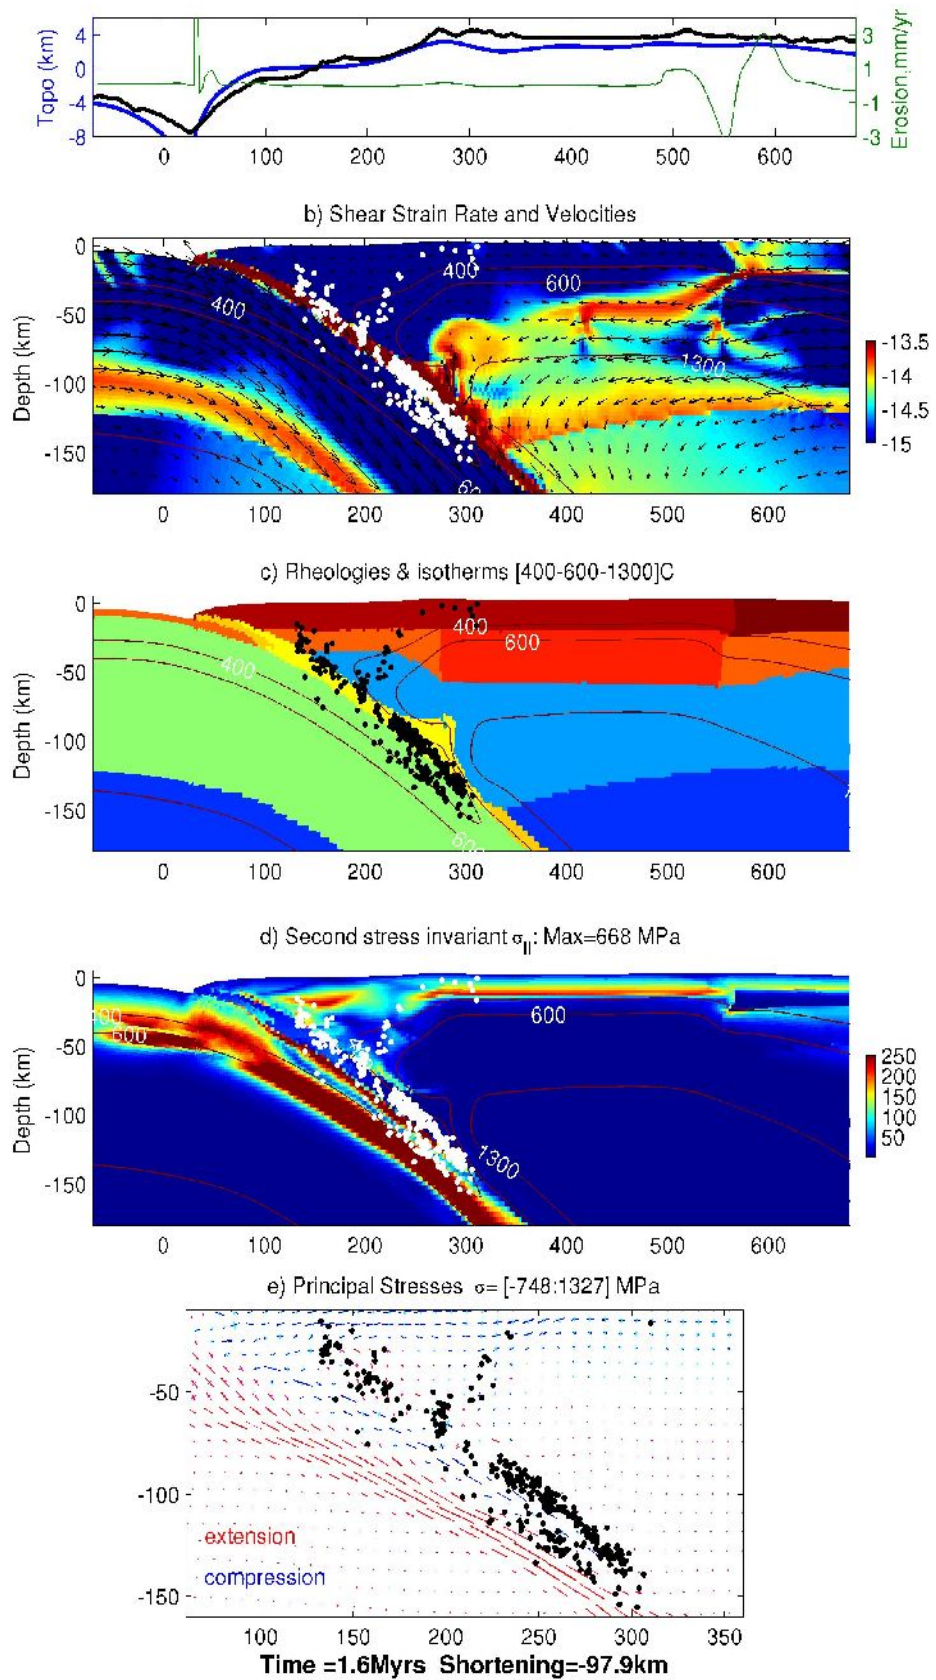 Topo (km)
4
0
-4
-8
3
1
-1
-3
Erosion,mm/yr
0 100 200 300 400 500 600
b) Shear Strain Rate and Velocities
Depth (km)
0
-50
-100
-150
400
400
600
1300
-13.5
-14
-14.5
-15
0 100 200 300 400 500 600
c) Rheologies & isotherms [400-600-1300]C
Depth (km)
0
-50
-100
-150
400
400
600
600
0 100 200 300 400 500 600
d) Second stress invariant σII: Max=668 MPa
Depth (km)
0
-50
-100
-150
600
600
1300
250
200
150
100
50
0 100 200 300 400 500 600
e) Principal Stresses σ= [-748:1327] MPa
-50
-100
-150
extension
compression
100 150 200 250 300 350
Time =1.6Myrs Shortening=-97.9km